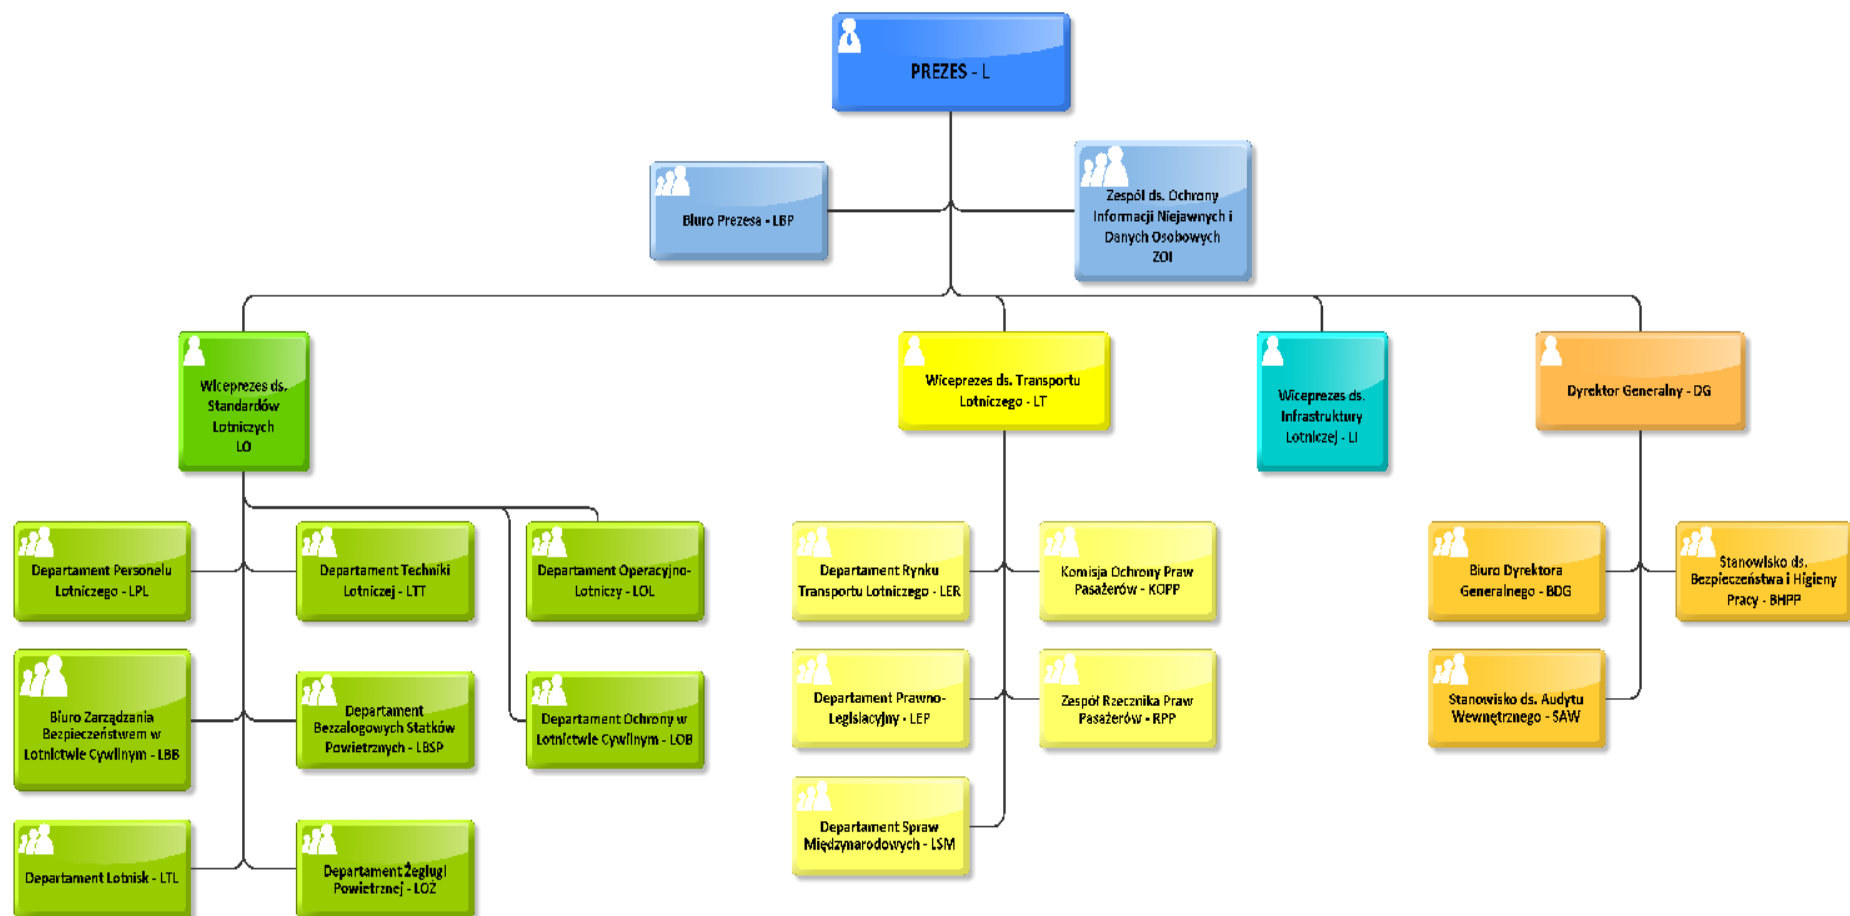 PREZES - L
Biuro Prezesa - LBP
Zespół ds. Ochrony
Informacji Niejawnych i
Danych Osobowych
ZOI
Wiceprezes ds.
Standardów
Lotniczych
LO
Wiceprezes ds. Transportu
Lotniczego - LT
Wiceprezes ds.
Infrastruktury
Lotniczej - LI
Dyrektor Generalny - DG
Departament Personelu
Lotniczego - LPL
Departament Techniki
Lotniczej - LTT
Departament Operacyjno-
Lotniczy - LOL
Departament Rynku
Transportu Lotniczego - LER
Komisja Ochrony Praw
Pasażerów - KOPP
Biuro Dyrektora
Generalnego - BDG
Stanowisko ds.
Bezpieczeństwa i Higieny
Pracy - BHPP
Biuro Zarządzania
Bezpieczeństwem w
Lotnictwie Cywilnym - LBB
Departament
Bezzałogowych Statków
Powietrznych - LBSP
Departament Ochrony w
Lotnictwie Cywilnym - LOB
Departament Prawno-
Legislacyjny - LEP
Zespół Rzecznika Praw
Pasażerów - RPP
Stanowisko ds. Audytu
Wewnętrznego - SAW
Departament Lotnisk - LTL
Departament Żeglugi
Powietrznej - LOŻ
Departament Spraw
Międzynarodowych - LSM